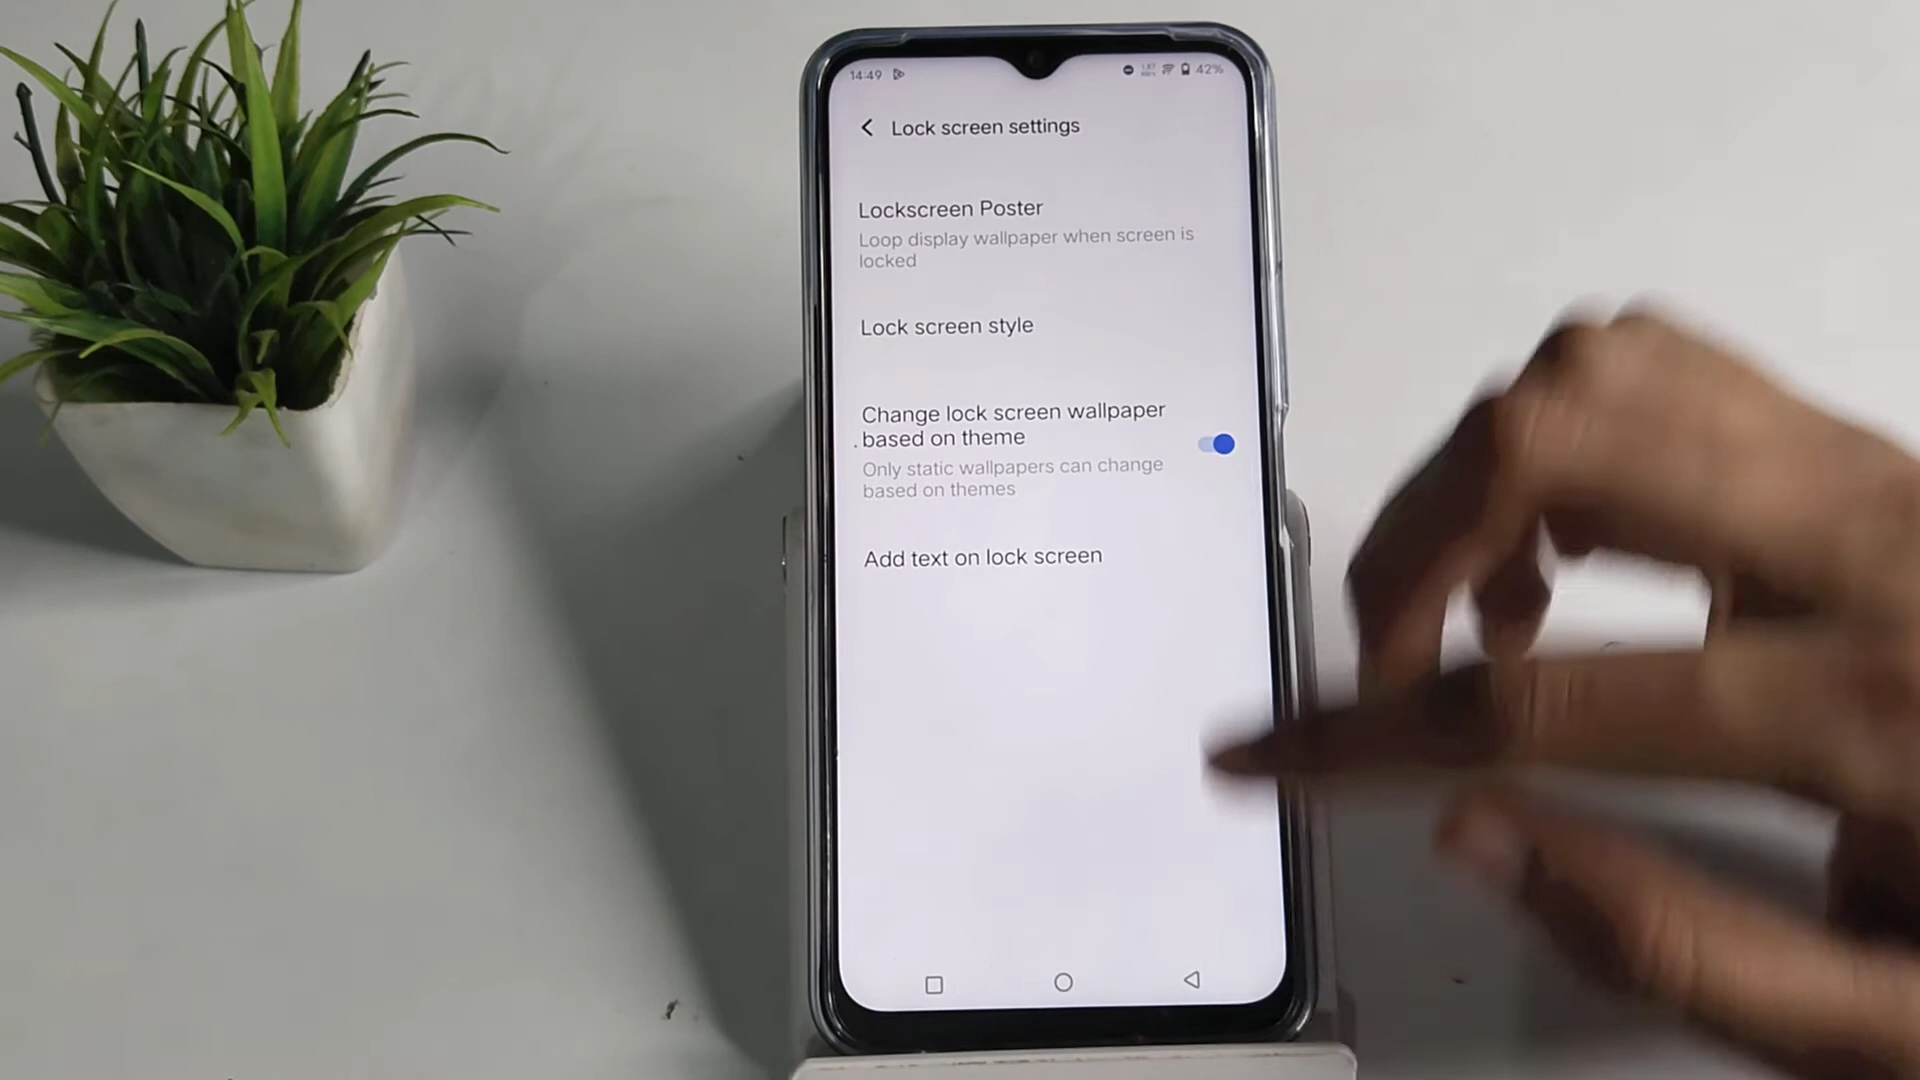 14:49
42%
Lock screen settings
Lockscreen Poster
Loop display wallpaper when screen is
locked
Lock screen style
Change lock screen wallpaper
based on theme
Only static wallpapers can change
based on themes
Add text on lock screen